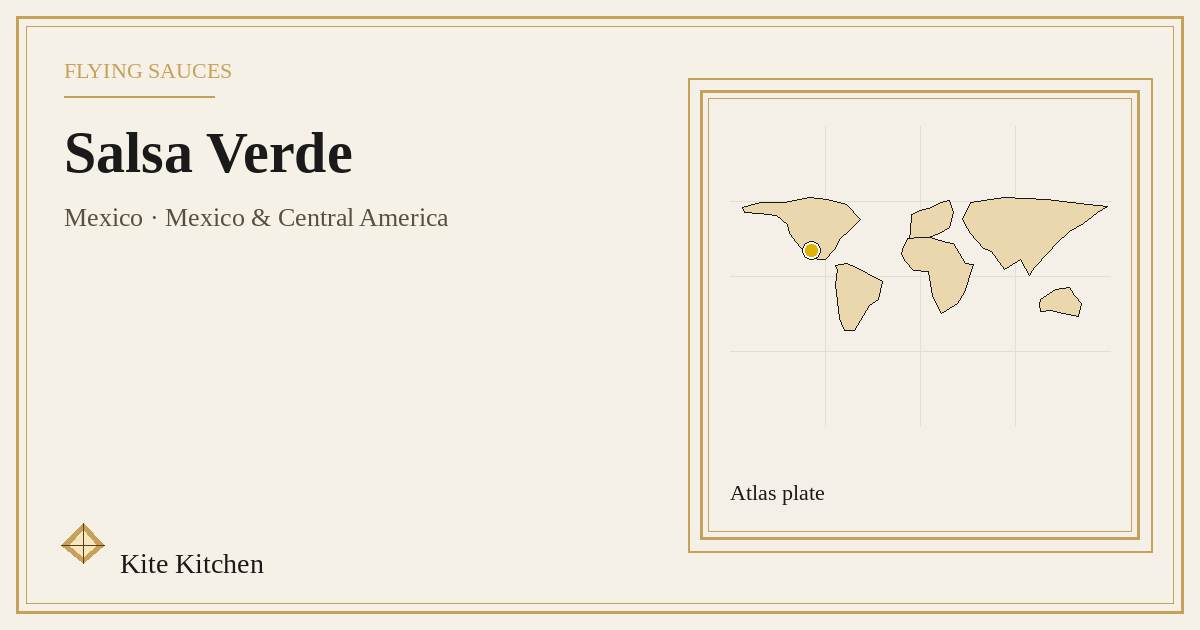 FLYING SAUCES
Salsa Verde
Mexico · Mexico & Central America
Atlas plate
Kite Kitchen